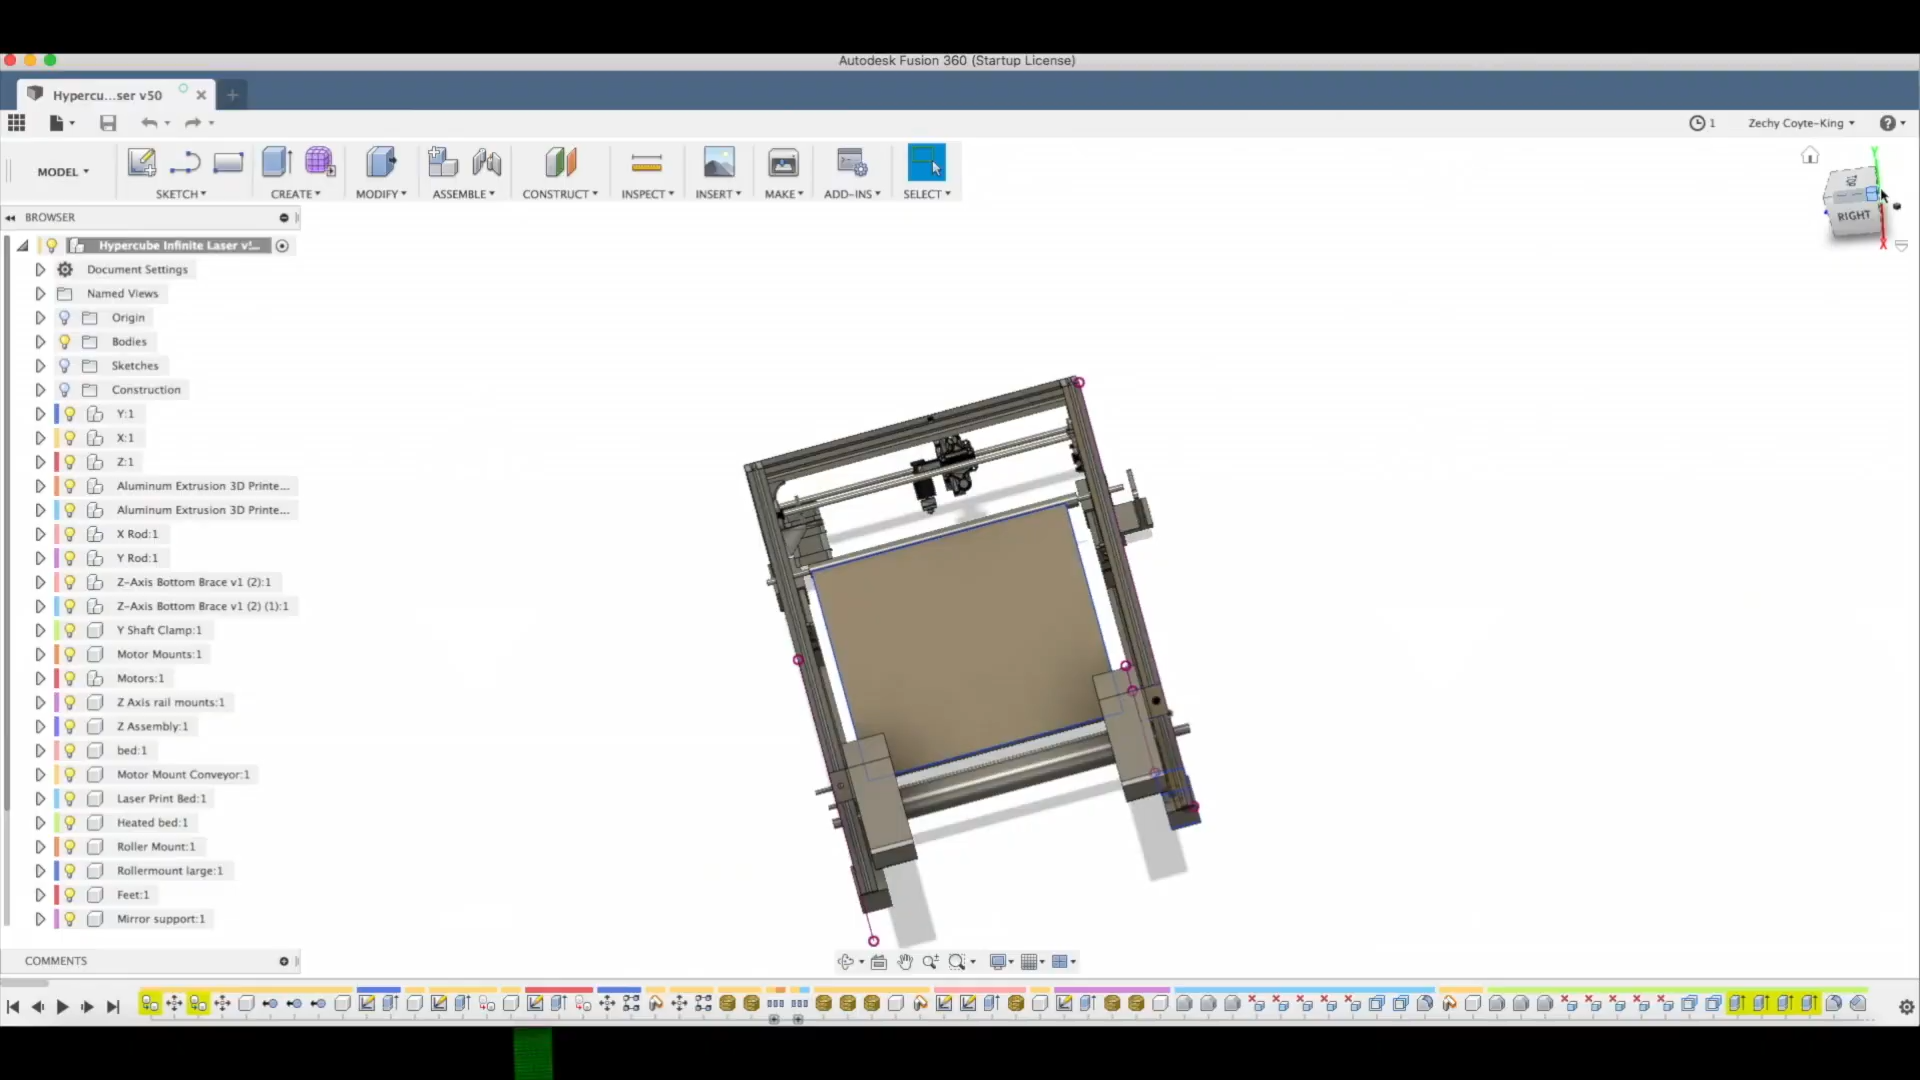 Autodesk Fusion 360 (Startup License)
Hypercu...ser v50
1
Zechy Coyte-King
MODEL
SKETCH
CREATE
MODIFY
ASSEMBLE
CONSTRUCT
INSPECT
INSERT
MAKE
ADD-INS
SELECT
Y
TOP
RIGHT
X
BROWSER
Hypercube Infinite Laser v!...
Document Settings
Named Views
Origin
Bodies
Sketches
Construction
Y:1
X:1
Z:1
Aluminum Extrusion 3D Printe...
Aluminum Extrusion 3D Printe...
X Rod:1
Y Rod:1
Z-Axis Bottom Brace v1 (2):1
Z-Axis Bottom Brace v1 (2) (1):1
Y Shaft Clamp:1
Motor Mounts:1
Motors:1
Z Axis rail mounts:1
Z Assembly:1
bed:1
Motor Mount Conveyor:1
Laser Print Bed:1
Heated bed:1
Roller Mount:1
Rollermount large:1
Feet:1
Mirror support:1
COMMENTS